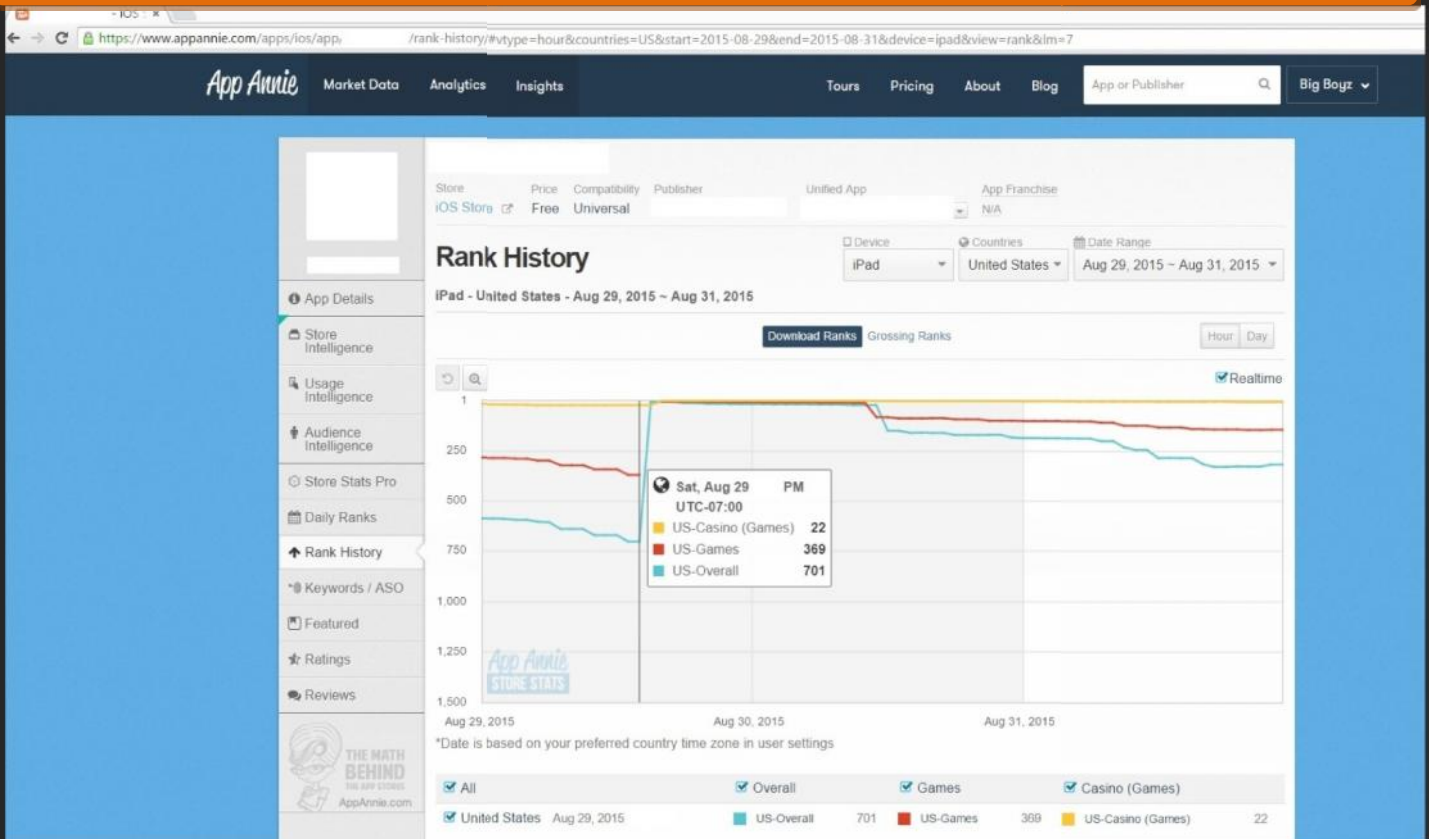 - iOS : ×
https://www.appannie.com/apps/ios/app, /rank-history/#vtype=hour&countries=US&start=2015-08-29&end=2015-08-31&device=ipad&view=rank&lm=7
App Annie Market Data Analytics Insights Tours Pricing About Blog App or Publisher Big Boyz
Store Price Compatibility Publisher Unified App App Franchise
iOS Store Free Universal N/A
Rank History
Device Countries Date Range
iPad United States Aug 29, 2015 ~ Aug 31, 2015
iPad - United States - Aug 29, 2015 ~ Aug 31, 2015
App Details
Store
Intelligence
Usage
Intelligence
Audience
Intelligence
Store Stats Pro
Daily Ranks
Rank History
Keywords / ASO
Featured
Ratings
Reviews
THE MATH
BEHIND
THE APP STORES
AppAnnie.com
Download Ranks Grossing Ranks Hour Day
Realtime
1
250
500
750
1,000
1,250
1,500
Sat, Aug 29 PM
UTC-07:00
US-Casino (Games) 22
US-Games 369
US-Overall 701
App Annie
STORE STATS
Aug 29, 2015 Aug 30, 2015 Aug 31, 2015
*Date is based on your preferred country time zone in user settings
All Overall Games Casino (Games)
United States Aug 29, 2015 US-Overall 701 US-Games 369 US-Casino (Games) 22